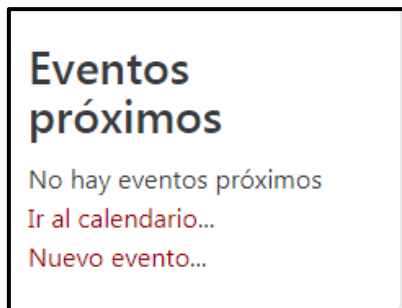 Eventos
próximos
No hay eventos próximos
Ir al calendario...
Nuevo evento...